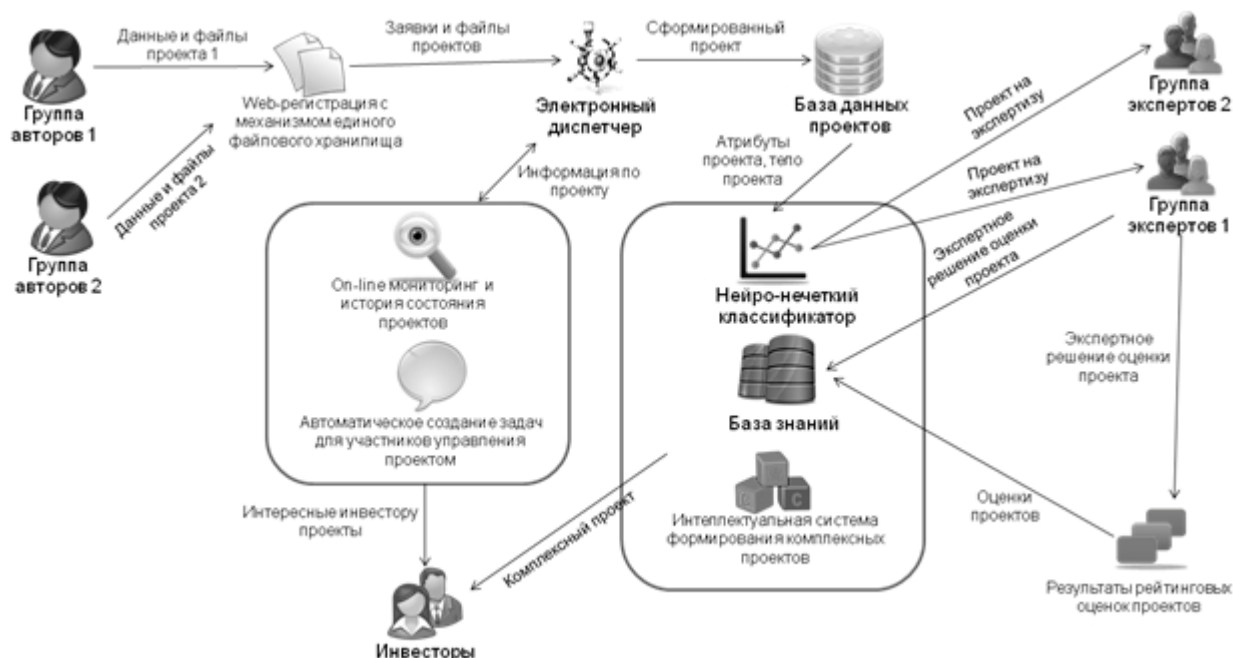 Данные и файлы
проекта 1
Группа
авторов 1
Заявки и файлы
проектов
Web-регистрация с
механизмом единого
файлового хранилища
Сформированный
проект
Электронный
диспетчер
База данных
проектов
Группа
экспертов 2
Проект на
экспертизу
Данные и файлы
проекта 2
Группа
авторов 2
Информация по
проекту
Атрибуты
проекта, тело
проекта
Проект на
экспертизу
Группа
экспертов 1
On-line мониторинг и
история состояния
проектов
Нейро-нечеткий
классификатор
Экспертное
решение оценки
проекта
Экспертное
решение оценки
проекта
Автоматическое создание задач
для участников управления
проектом
База знаний
Интересные инвестору
проекты
Комплексный проект
Интеллектуальная система
формирования комплексных
проектов
Оценки
проектов
Результаты рейтинговых
оценок проектов
Инвесторы